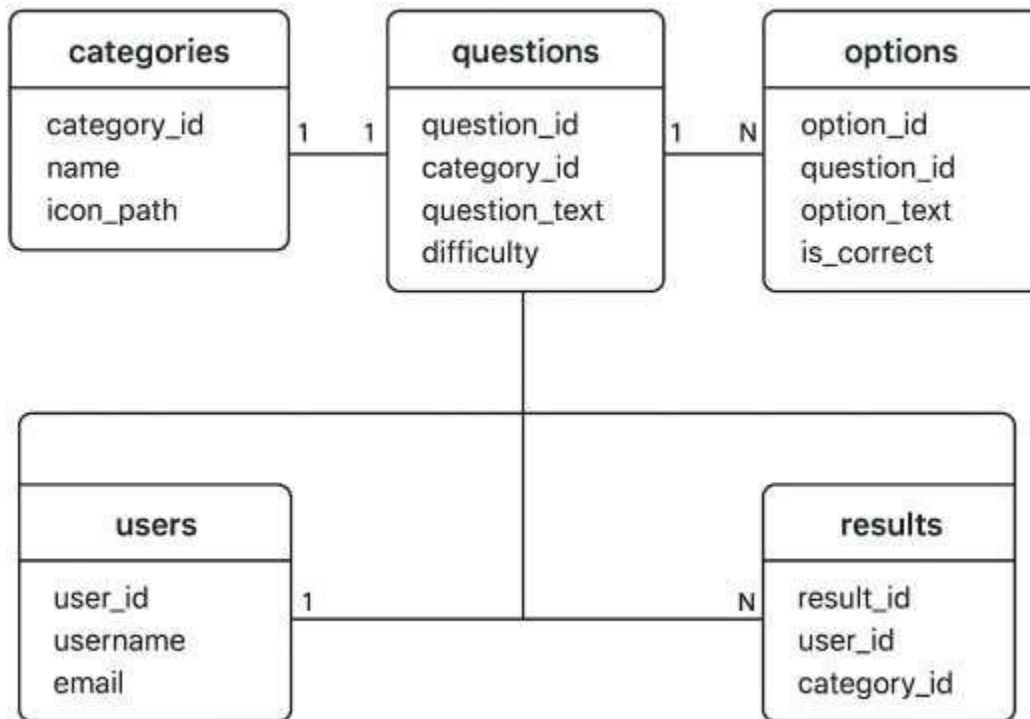 categories
category_id
name
icon_path
1 1
questions
question_id
category_id
question_text
difficulty
1 N
options
option_id
question_id
option_text
is_correct
users
user_id
username
email
1 N
results
result_id
user_id
category_id